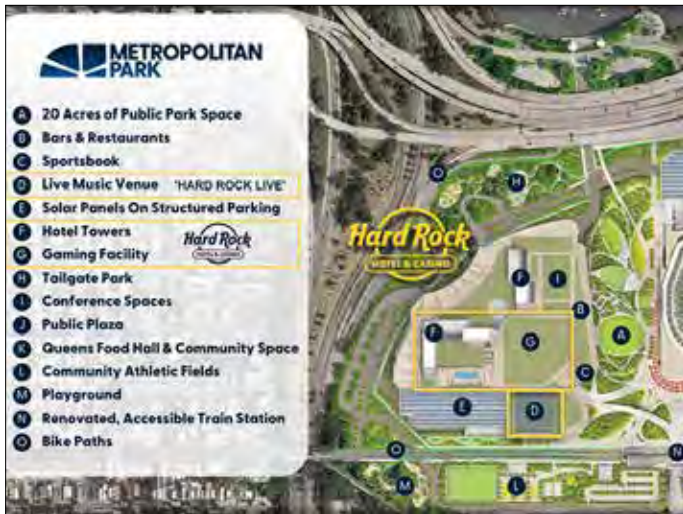 METROPOLITAN
PARK
A 20 Acres of Public Park Space
B Bars & Restaurants
C Sportsbook
D Live Music Venue "HARD ROCK LIVE"
E Solar Panels On Structured Parking
F Hotel Towers
G Gaming Facility
Hard Rock
HOTEL & CASINO
H Tailgate Park
I Conference Spaces
J Public Plaza
K Queens Food Hall & Community Space
L Community Athletic Fields
M Playground
N Renovated, Accessible Train Station
O Bike Paths
O
H
Hard Rock
HOTEL & CASINO
F
I
B
F
G
A
C
E
D
O
N
M
L